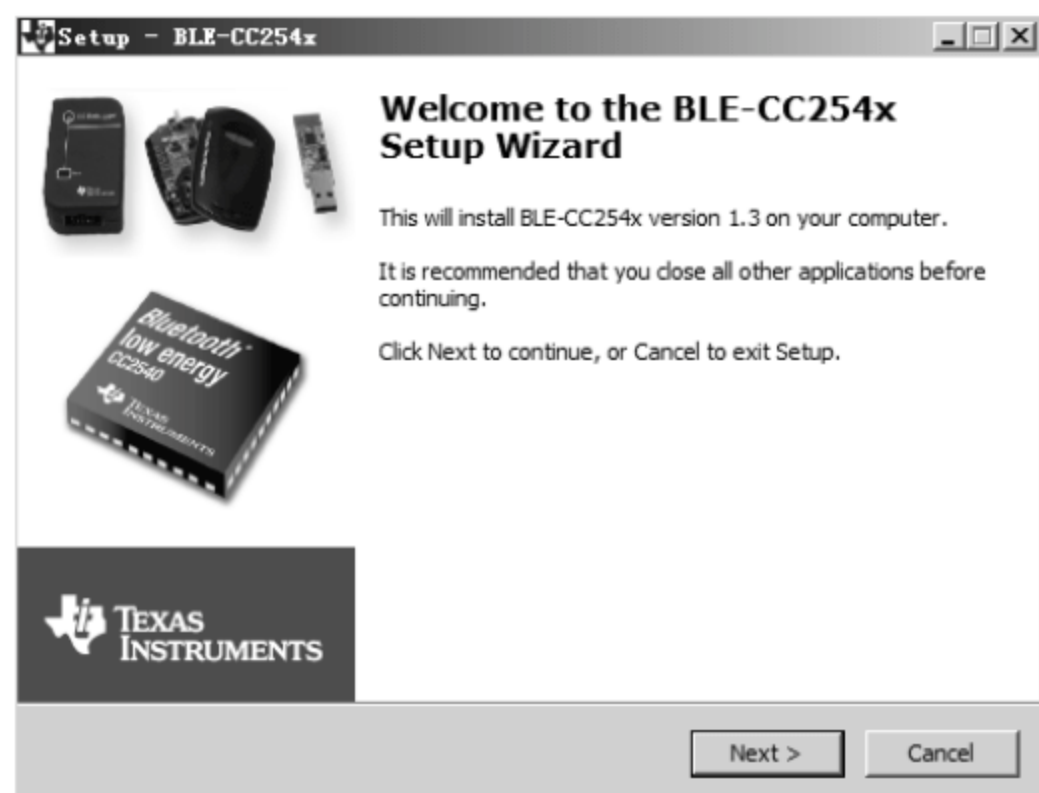 Setup - BLE-CC254x
Welcome to the BLE-CC254x
Setup Wizard
This will install BLE-CC254x version 1.3 on your computer.
It is recommended that you close all other applications before
continuing.
Click Next to continue, or Cancel to exit Setup.
Bluetooth
low energy
CC2540
TEXAS
INSTRUMENTS
TEXAS
INSTRUMENTS
Next >
Cancel